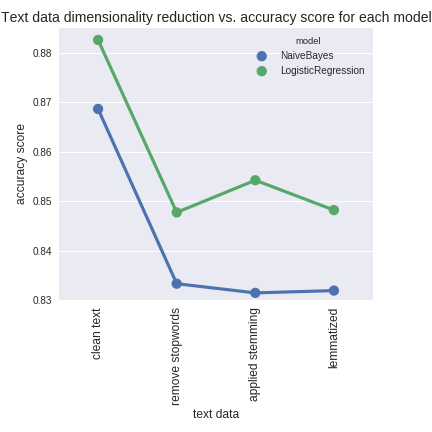 Text data dimensionality reduction vs. accuracy score for each model
model
NaiveBayes
LogisticRegression
accuracy score
0.88
0.87
0.86
0.85
0.84
0.83
clean text
remove stopwords
applied stemming
lemmatized
text data